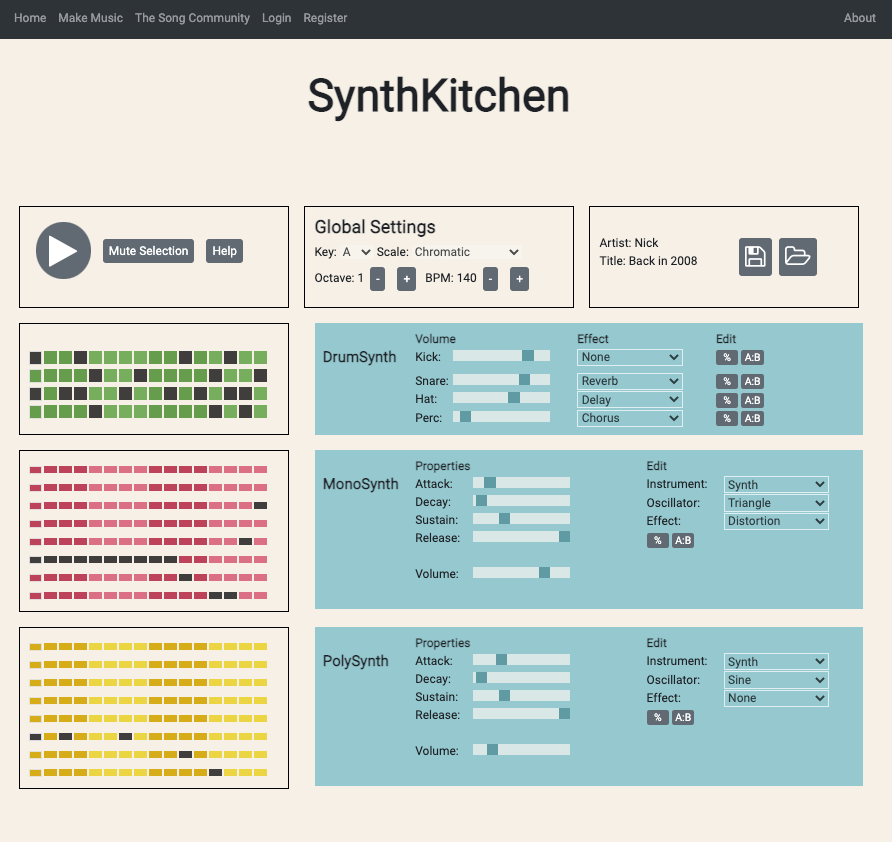 Home Make Music The Song Community Login Register About
SynthKitchen
Mute Selection Help
Global Settings
Key: A Scale: Chromatic
Octave: 1 - + BPM: 140 - +
Artist: Nick
Title: Back in 2008
DrumSynth
Volume Effect Edit
Kick: None % A:B
Snare: Reverb % A:B
Hat: Delay % A:B
Perc: Chorus % A:B
MonoSynth
Properties Edit
Attack: Instrument: Synth
Decay: Oscillator: Triangle
Sustain: Effect: Distortion
Release: % A:B
Volume:
PolySynth
Properties Edit
Attack: Instrument: Synth
Decay: Oscillator: Sine
Sustain: Effect: None
Release: % A:B
Volume: